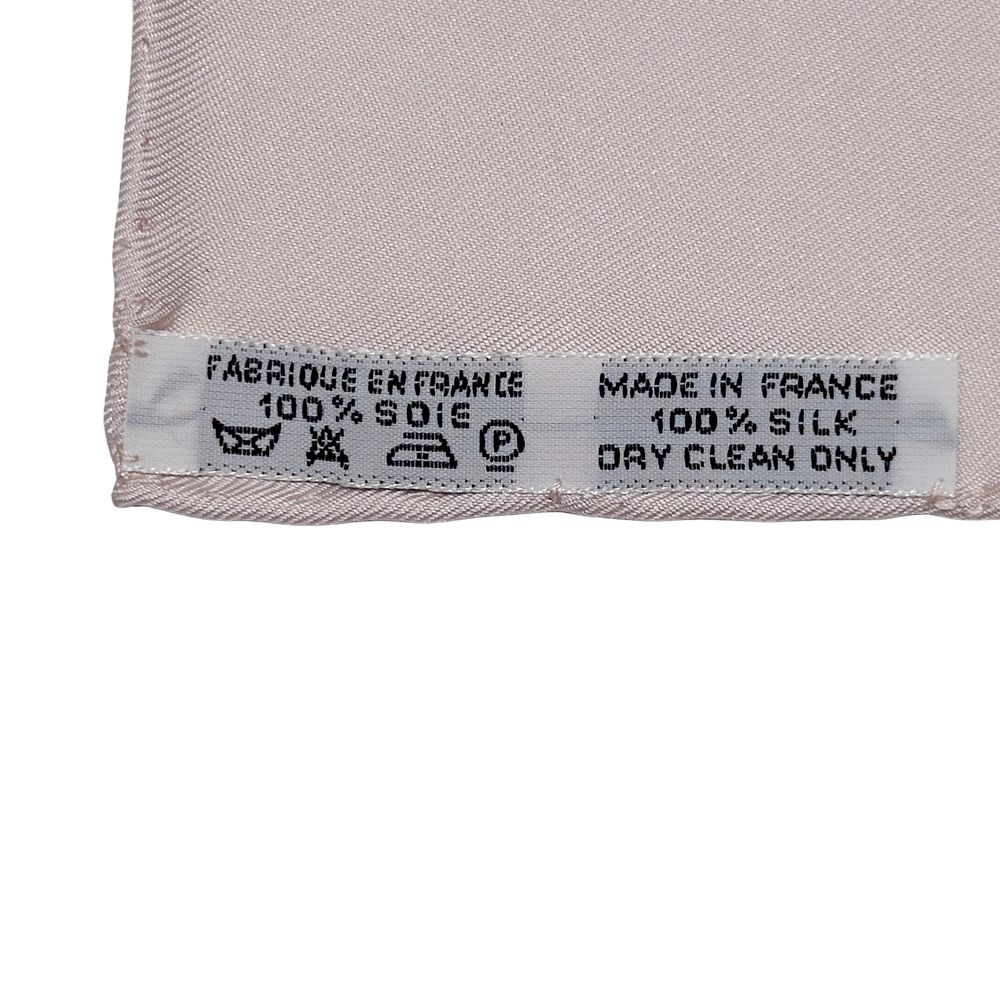 FABRIQUE EN FRANCE
100% SOIE
P
MADE IN FRANCE
100% SILK
DRY CLEAN ONLY